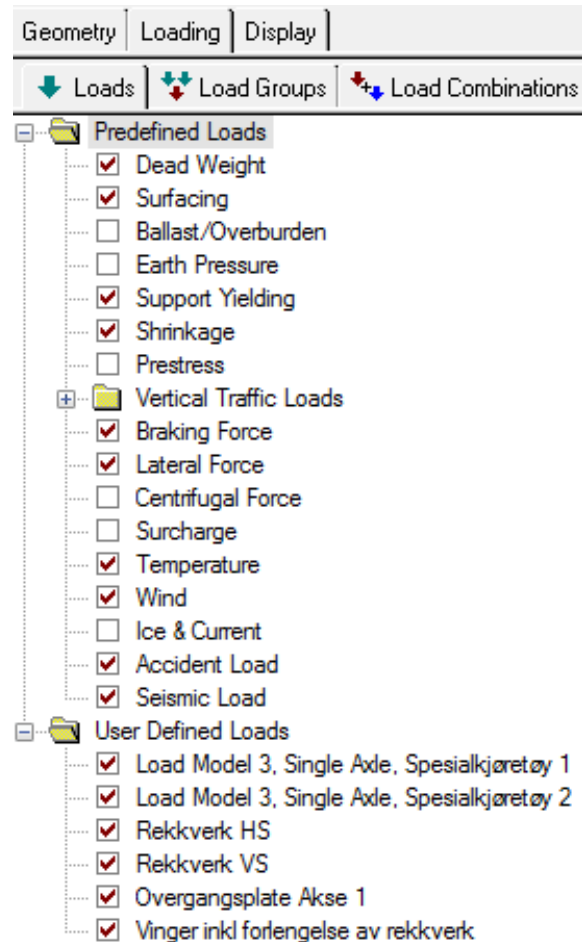 Geometry Loading Display
Loads Load Groups Load Combinations
Predefined Loads
Dead Weight
Surfacing
Ballast/Overburden
Earth Pressure
Support Yielding
Shrinkage
Prestress
Vertical Traffic Loads
Braking Force
Lateral Force
Centrifugal Force
Surcharge
Temperature
Wind
Ice & Current
Accident Load
Seismic Load
User Defined Loads
Load Model 3, Single Axle, Spesialkjøretøy 1
Load Model 3, Single Axle, Spesialkjøretøy 2
Rekkverk HS
Rekkverk VS
Overgangsplate Akse 1
Vinger inkl forlengelse av rekkverk